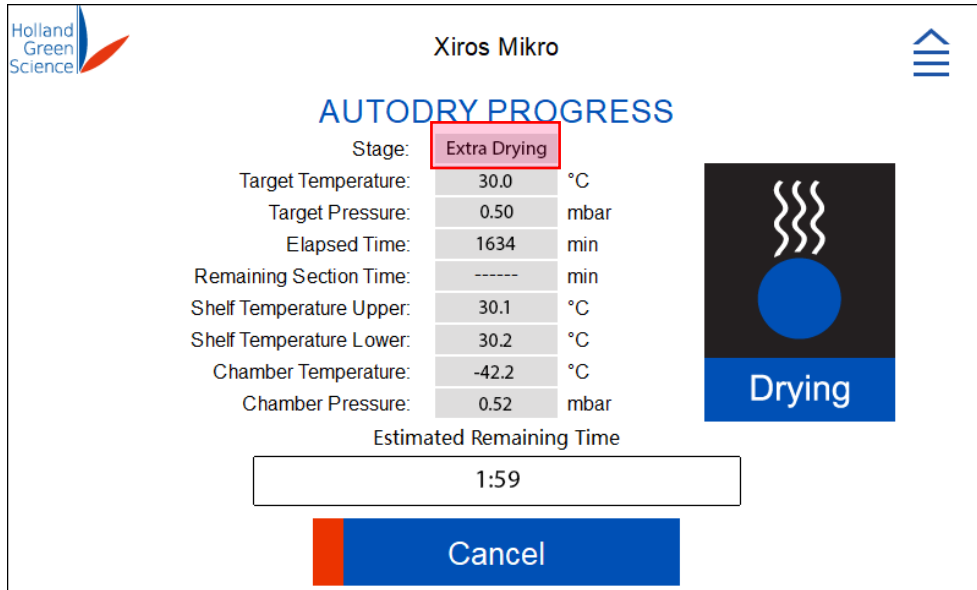 Holland
Green
Science
Xiros Mikro
AUTODRY PROGRESS
Stage: Extra Drying
Target Temperature: 30.0 °C
Target Pressure: 0.50 mbar
Elapsed Time: 1634 min
Remaining Section Time: ------ min
Shelf Temperature Upper: 30.1 °C
Shelf Temperature Lower: 30.2 °C
Chamber Temperature: -42.2 °C
Chamber Pressure: 0.52 mbar
Drying
Estimated Remaining Time
1:59
Cancel